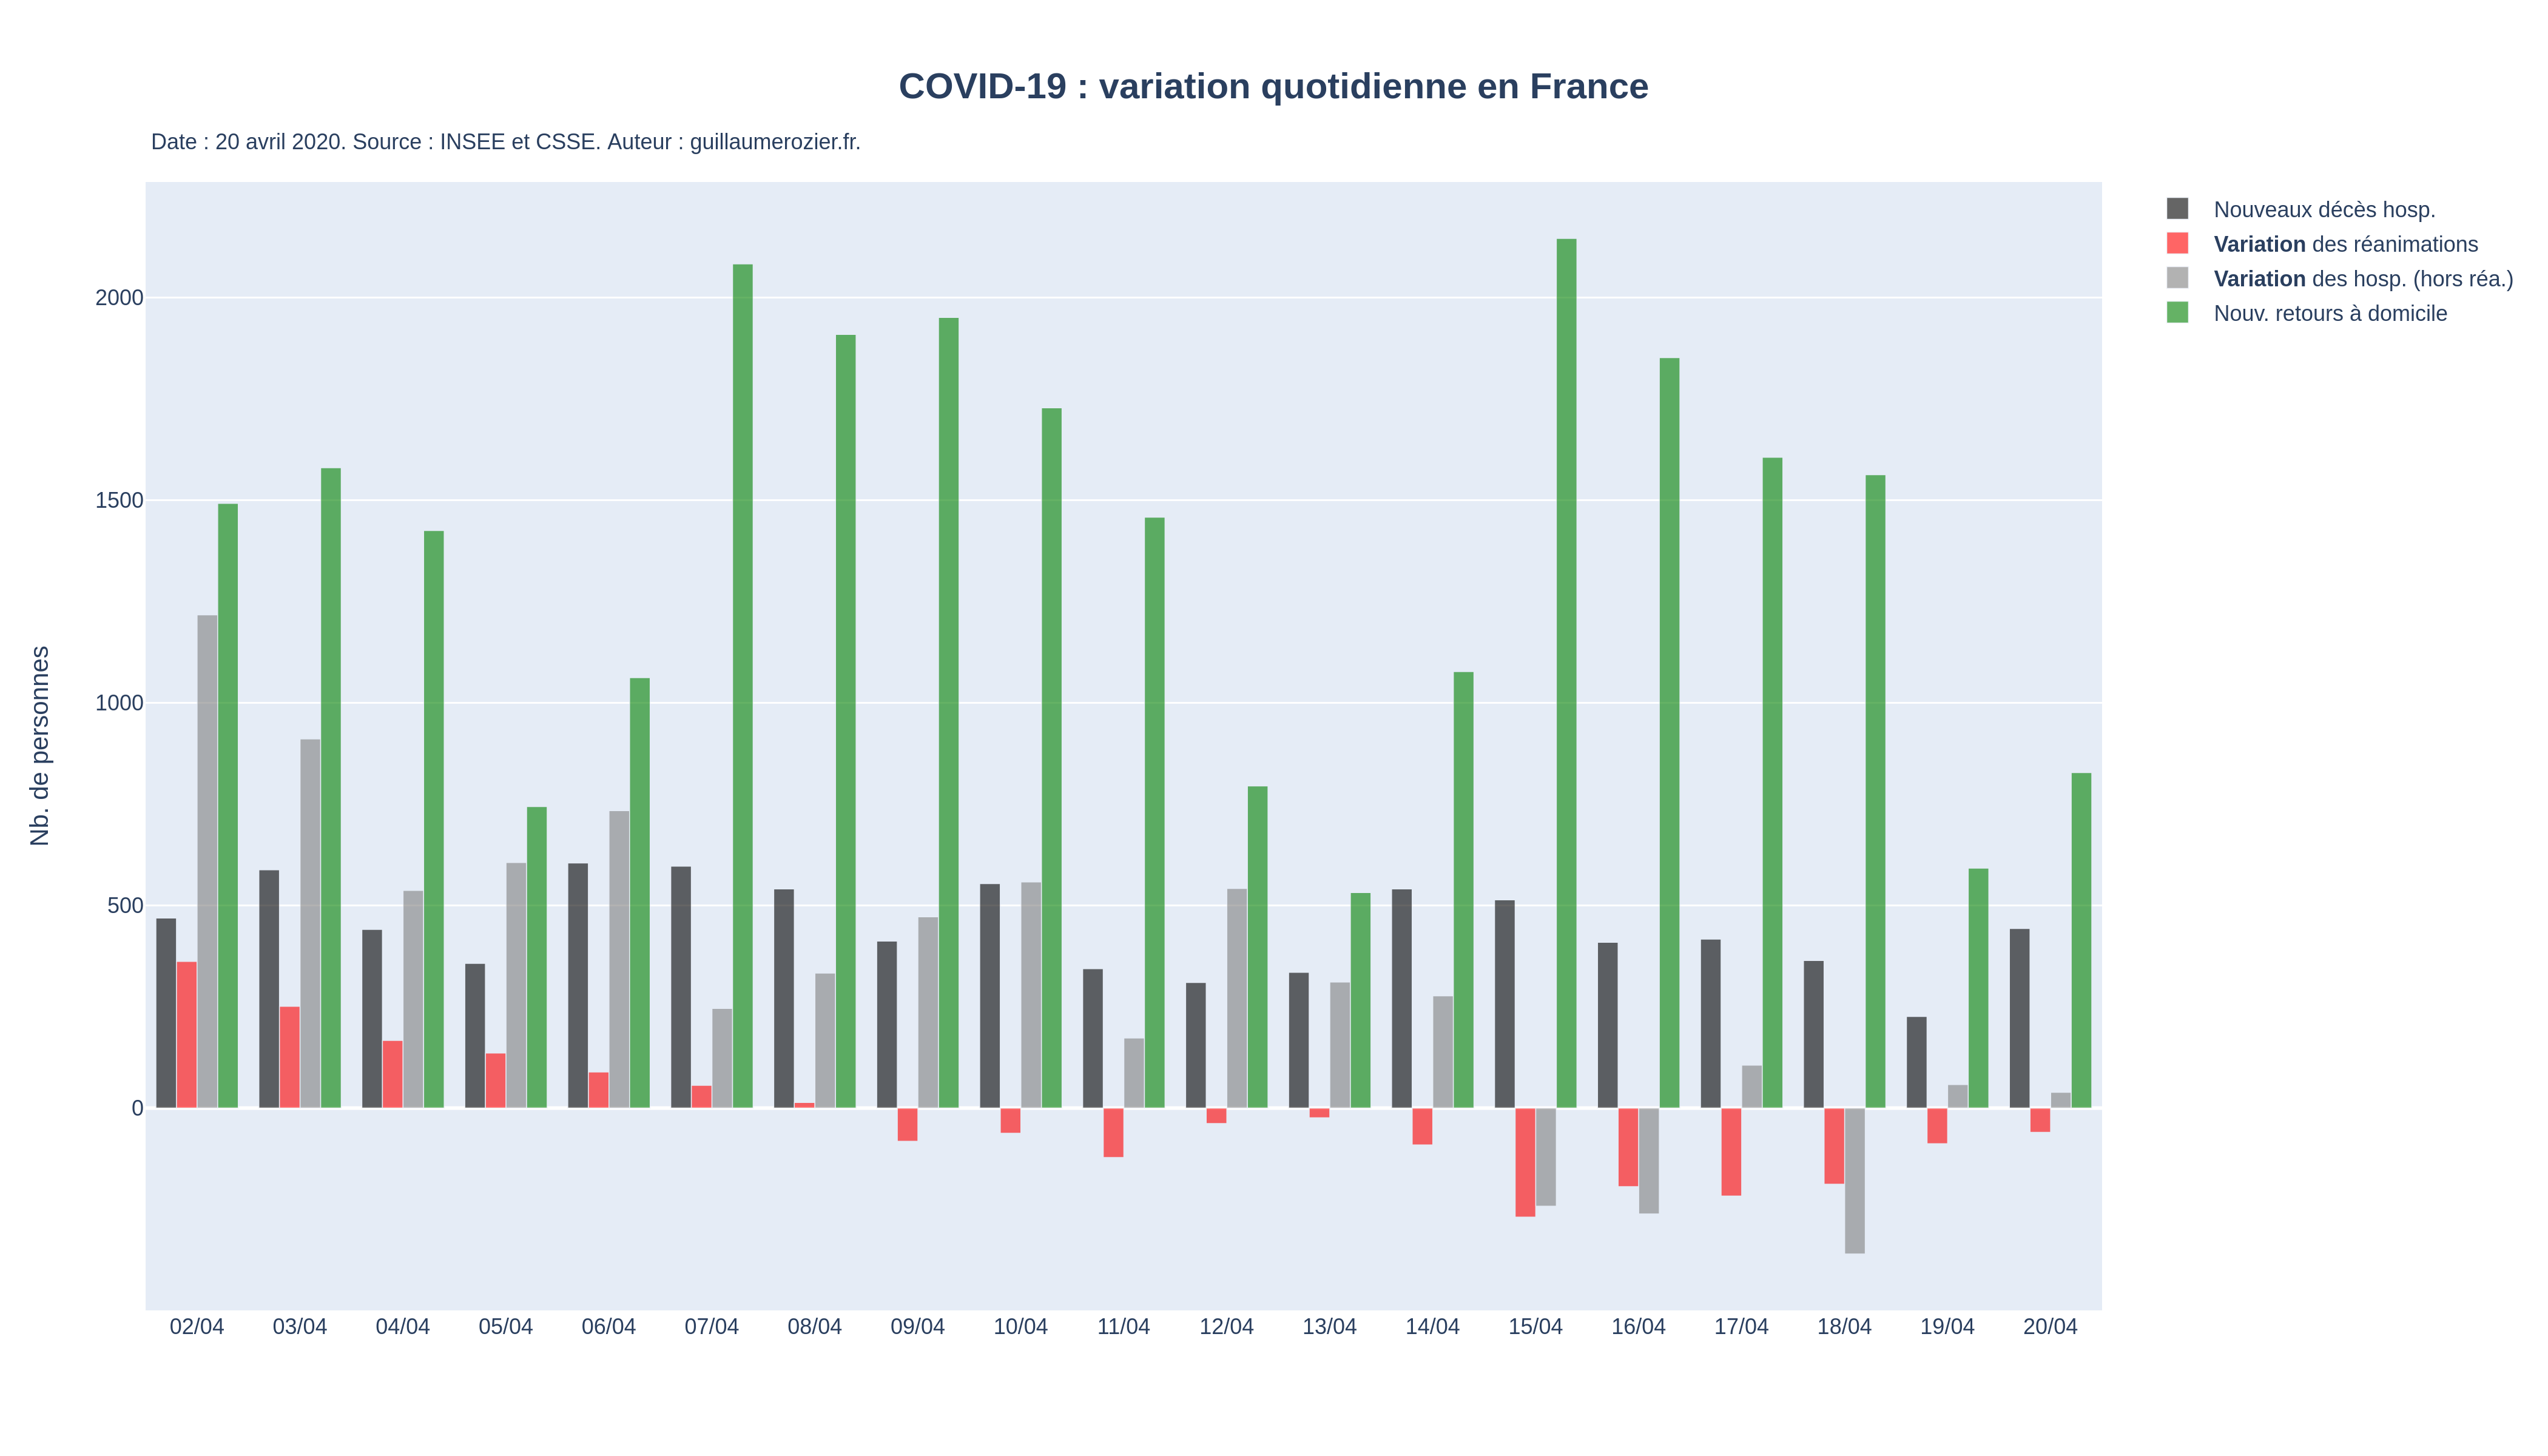 COVID-19 : variation quotidienne en France
Date : 20 avril 2020. Source : INSEE et CSSE. Auteur : guillaumerozier.fr.
Nouveaux décès hosp.
Variation des réanimations
Variation des hosp. (hors réa.)
Nouv. retours à domicile
Nb. de personnes
2000
1500
1000
500
0
02/04 03/04 04/04 05/04 06/04 07/04 08/04 09/04 10/04 11/04 12/04 13/04 14/04 15/04 16/04 17/04 18/04 19/04 20/04